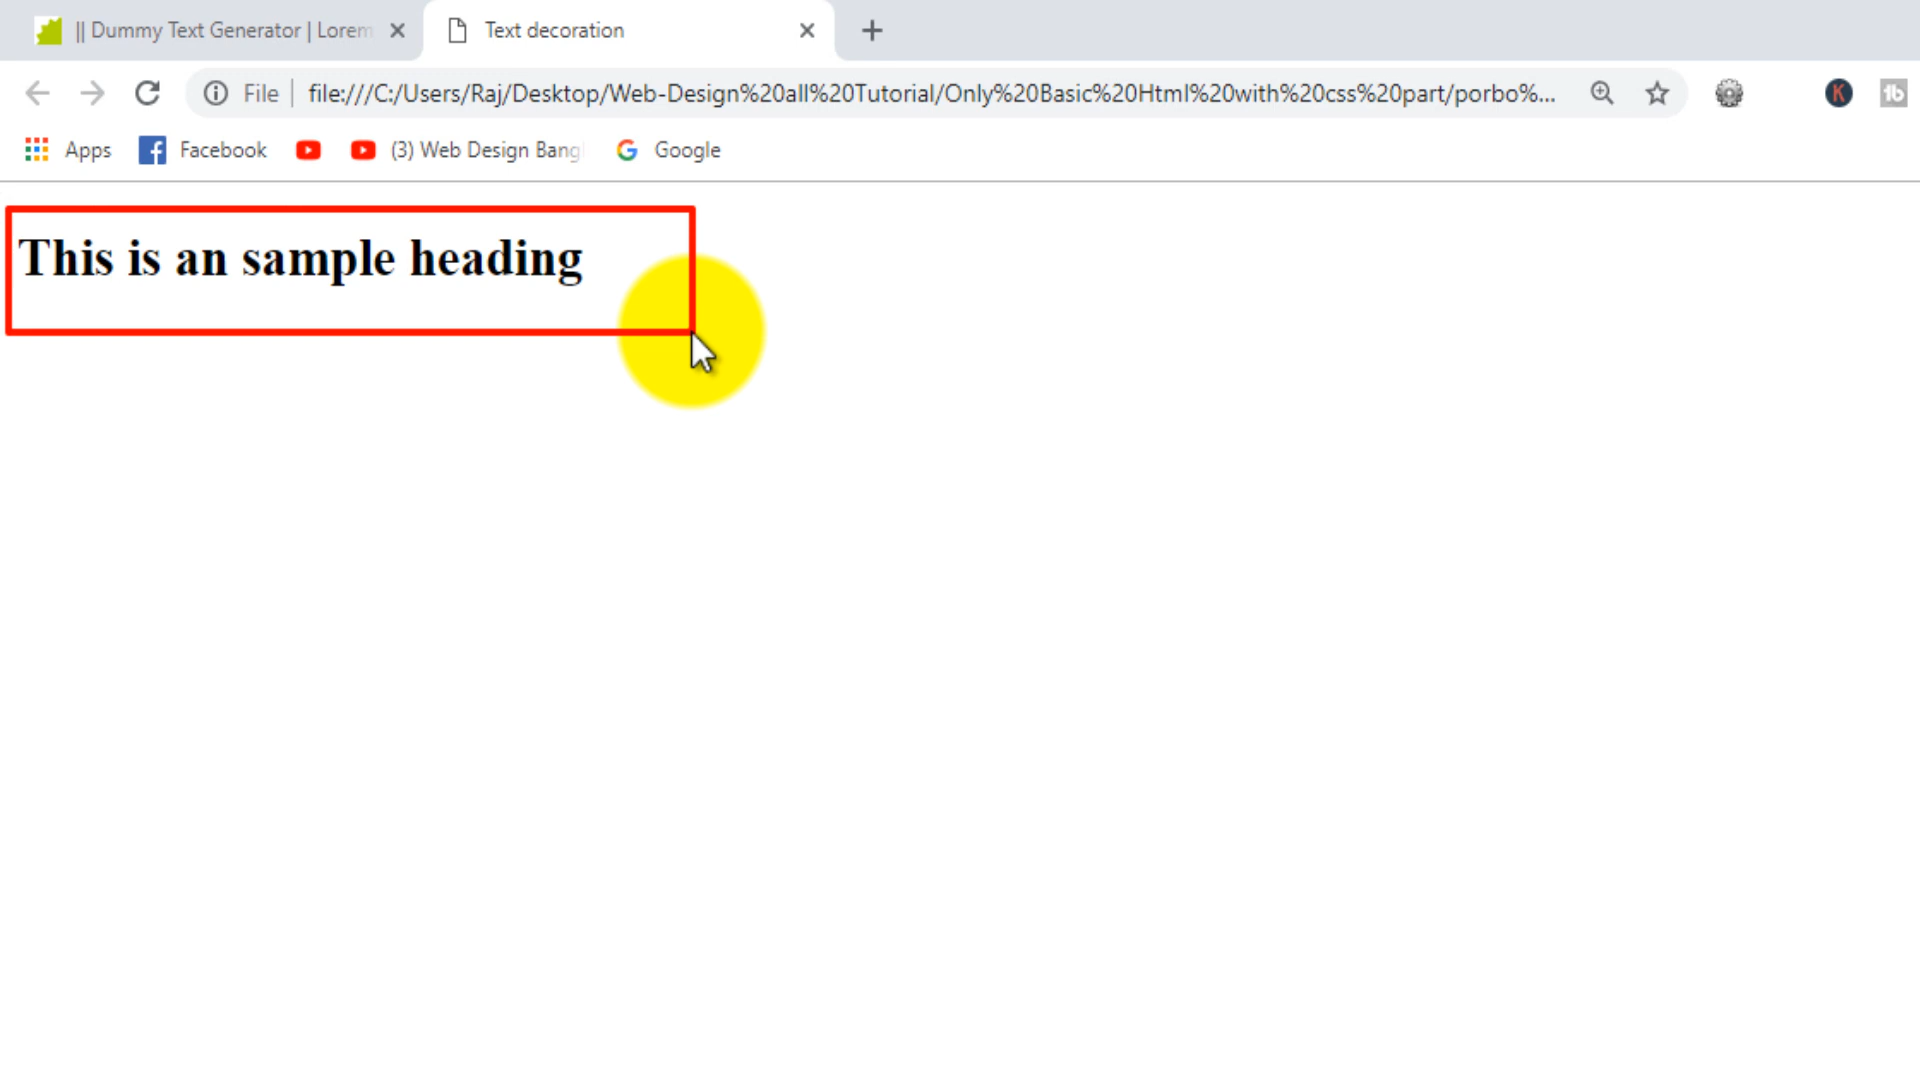 || Dummy Text Generator | Lorem
Text decoration
File
file:///C:/Users/Raj/Desktop/Web-Design%20all%20Tutorial/Only%20Basic%20Html%20with%20css%20part/porbo%...
K
Apps
Facebook
(3) Web Design Bang
Google
This is an sample heading